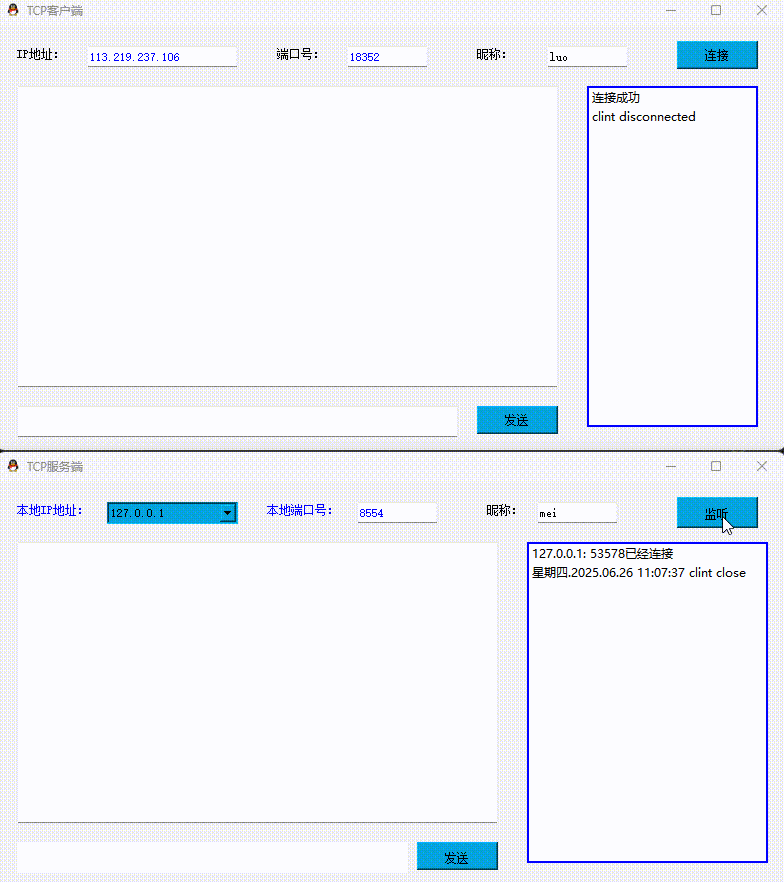 TCP客户端
IP地址: 113.219.237.106 端口号: 18352 昵称: luo 连接
连接成功
clint disconnected
发送
TCP服务端
本地IP地址: 127.0.0.1 本地端口号: 8554 昵称: mei 监听
127.0.0.1: 53578已经连接
星期四.2025.06.26 11:07:37 clint close
发送